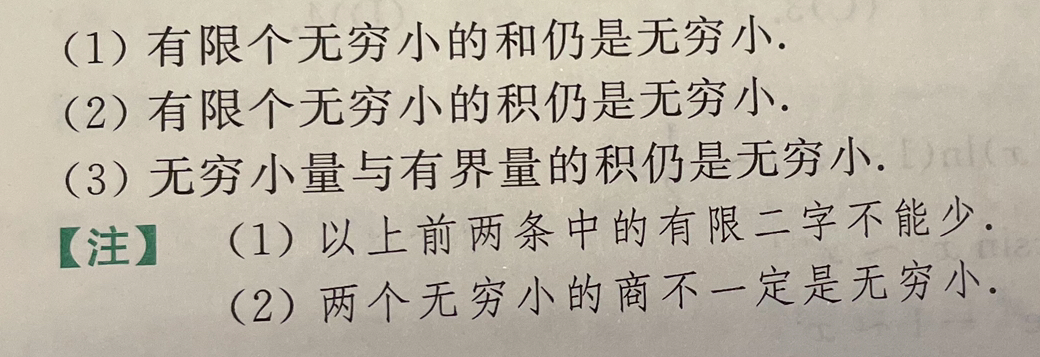 (1) 有限个无穷小的和仍是无穷小.
(2) 有限个无穷小的积仍是无穷小.
(3) 无穷小量与有界量的积仍是无穷小.
【注】 (1) 以上前两条中的有限二字不能少.
(2) 两个无穷小的商不一定是无穷小.